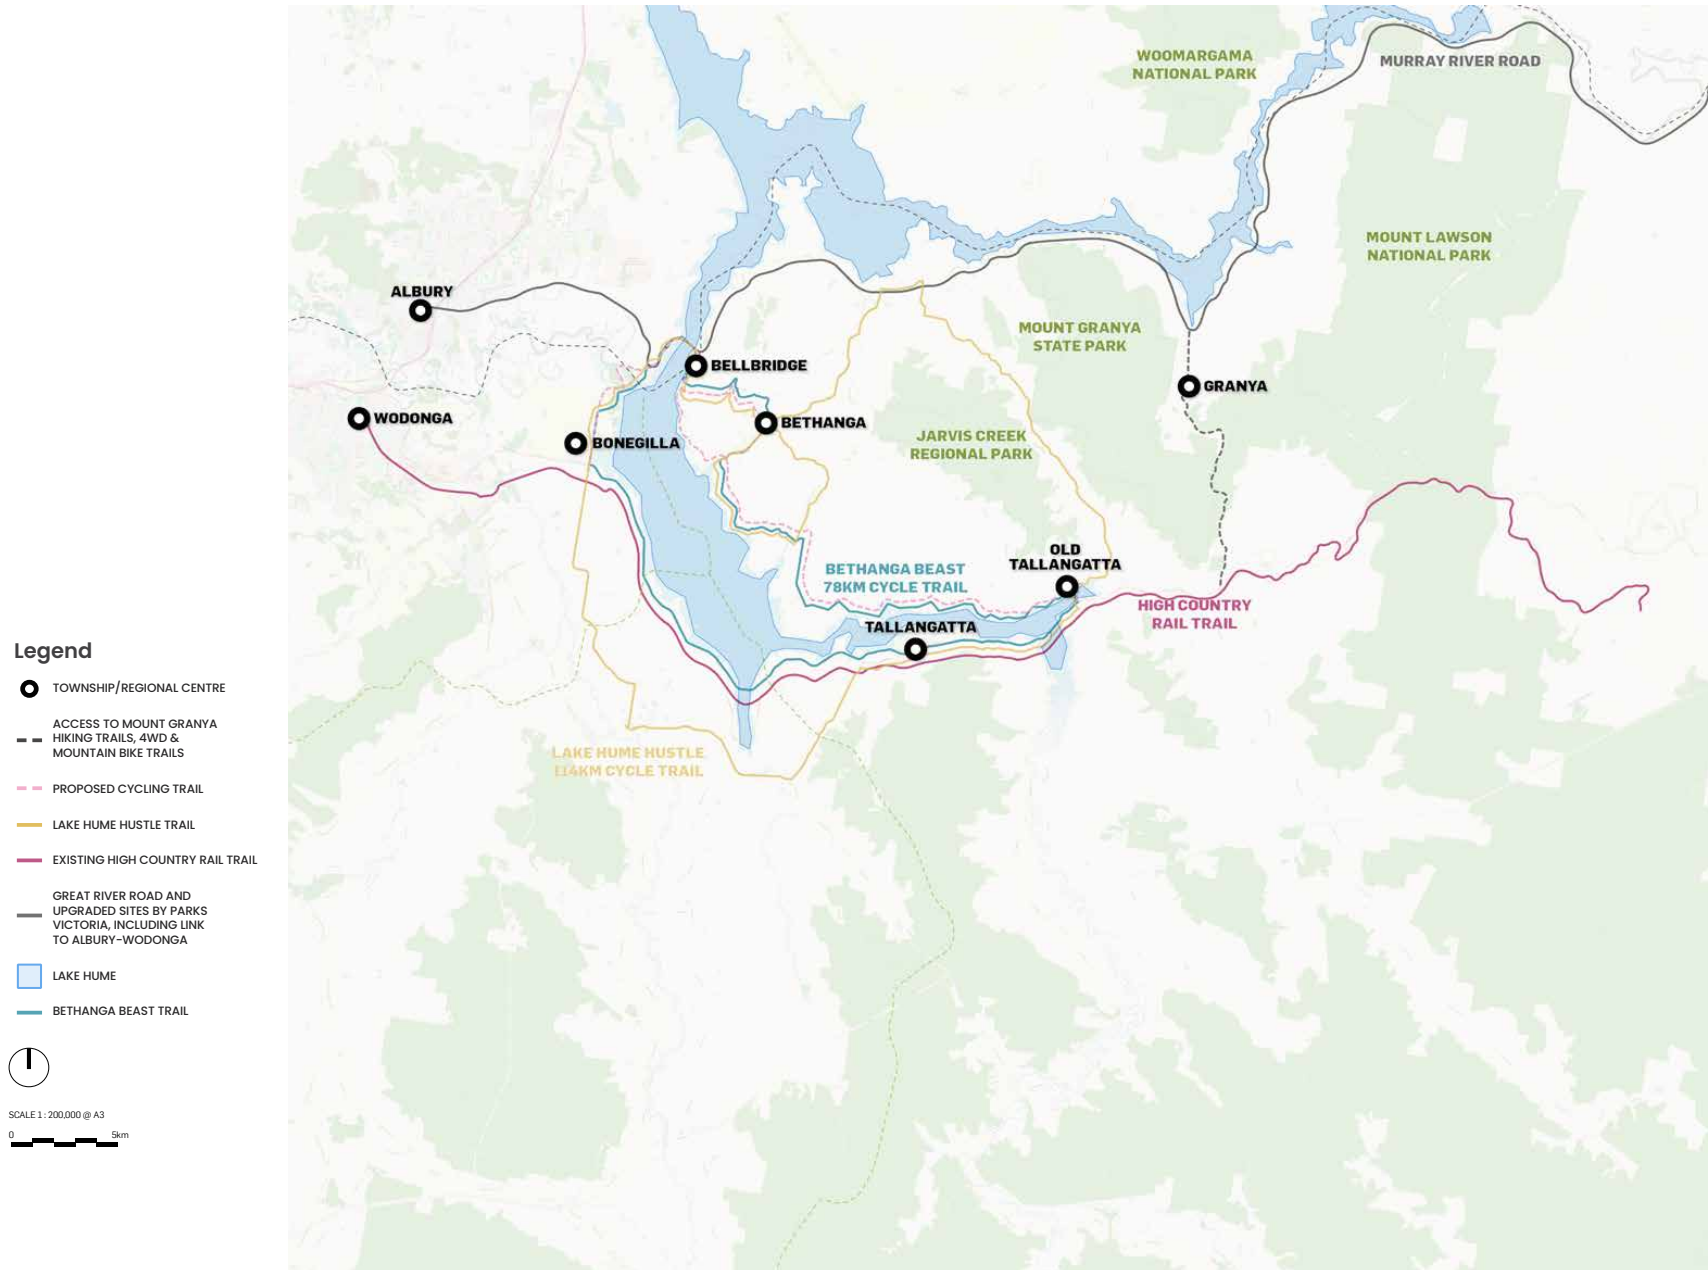 WOOMARGAMA
NATIONAL PARK
MURRAY RIVER ROAD
MOUNT LAWSON
NATIONAL PARK
ALBURY
MOUNT GRANYA
STATE PARK
BELLBRIDGE
GRANYA
WODONGA
BETHANGA
BONEGILLA
JARVIS CREEK
REGIONAL PARK
OLD
TALLANGATTA
BETHANGA BEAST
78KM CYCLE TRAIL
HIGH COUNTRY
RAIL TRAIL
TALLANGATTA
LAKE HUME HUSTLE
114KM CYCLE TRAIL
Legend
TOWNSHIP/REGIONAL CENTRE
ACCESS TO MOUNT GRANYA
HIKING TRAILS, 4WD &
MOUNTAIN BIKE TRAILS
PROPOSED CYCLING TRAIL
LAKE HUME HUSTLE TRAIL
EXISTING HIGH COUNTRY RAIL TRAIL
GREAT RIVER ROAD AND
UPGRADED SITES BY PARKS
VICTORIA, INCLUDING LINK
TO ALBURY-WODONGA
LAKE HUME
BETHANGA BEAST TRAIL
SCALE 1 : 200,000 @ A3
0 5km